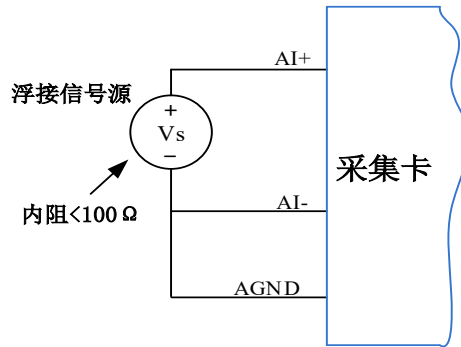 AI+
浮接信号源
+
Vs
−
采集卡
内阻<100Ω
AI-
AGND